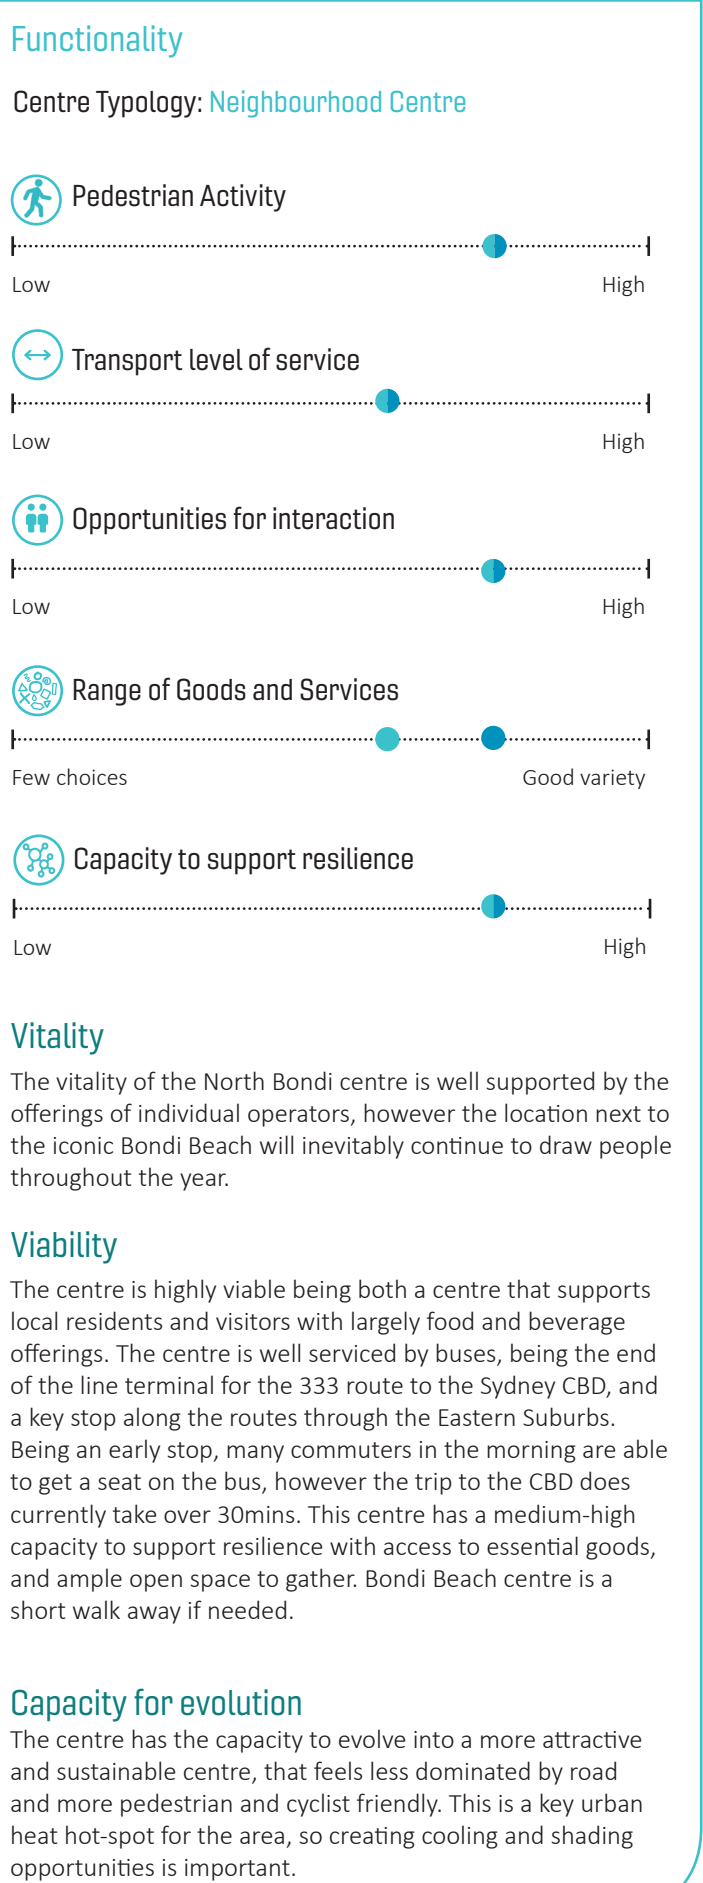 Functionality
Centre Typology: Neighbourhood Centre
Pedestrian Activity
Low High
Transport level of service
Low High
Opportunities for interaction
Low High
Range of Goods and Services
Few choices Good variety
Capacity to support resilience
Low High
Vitality
The vitality of the North Bondi centre is well supported by the
offerings of individual operators, however the location next to
the iconic Bondi Beach will inevitably continue to draw people
throughout the year.
Viability
The centre is highly viable being both a centre that supports
local residents and visitors with largely food and beverage
offerings. The centre is well serviced by buses, being the end
of the line terminal for the 333 route to the Sydney CBD, and
a key stop along the routes through the Eastern Suburbs.
Being an early stop, many commuters in the morning are able
to get a seat on the bus, however the trip to the CBD does
currently take over 30mins. This centre has a medium-high
capacity to support resilience with access to essential goods,
and ample open space to gather. Bondi Beach centre is a
short walk away if needed.
Capacity for evolution
The centre has the capacity to evolve into a more attractive
and sustainable centre, that feels less dominated by road
and more pedestrian and cyclist friendly. This is a key urban
heat hot-spot for the area, so creating cooling and shading
opportunities is important.